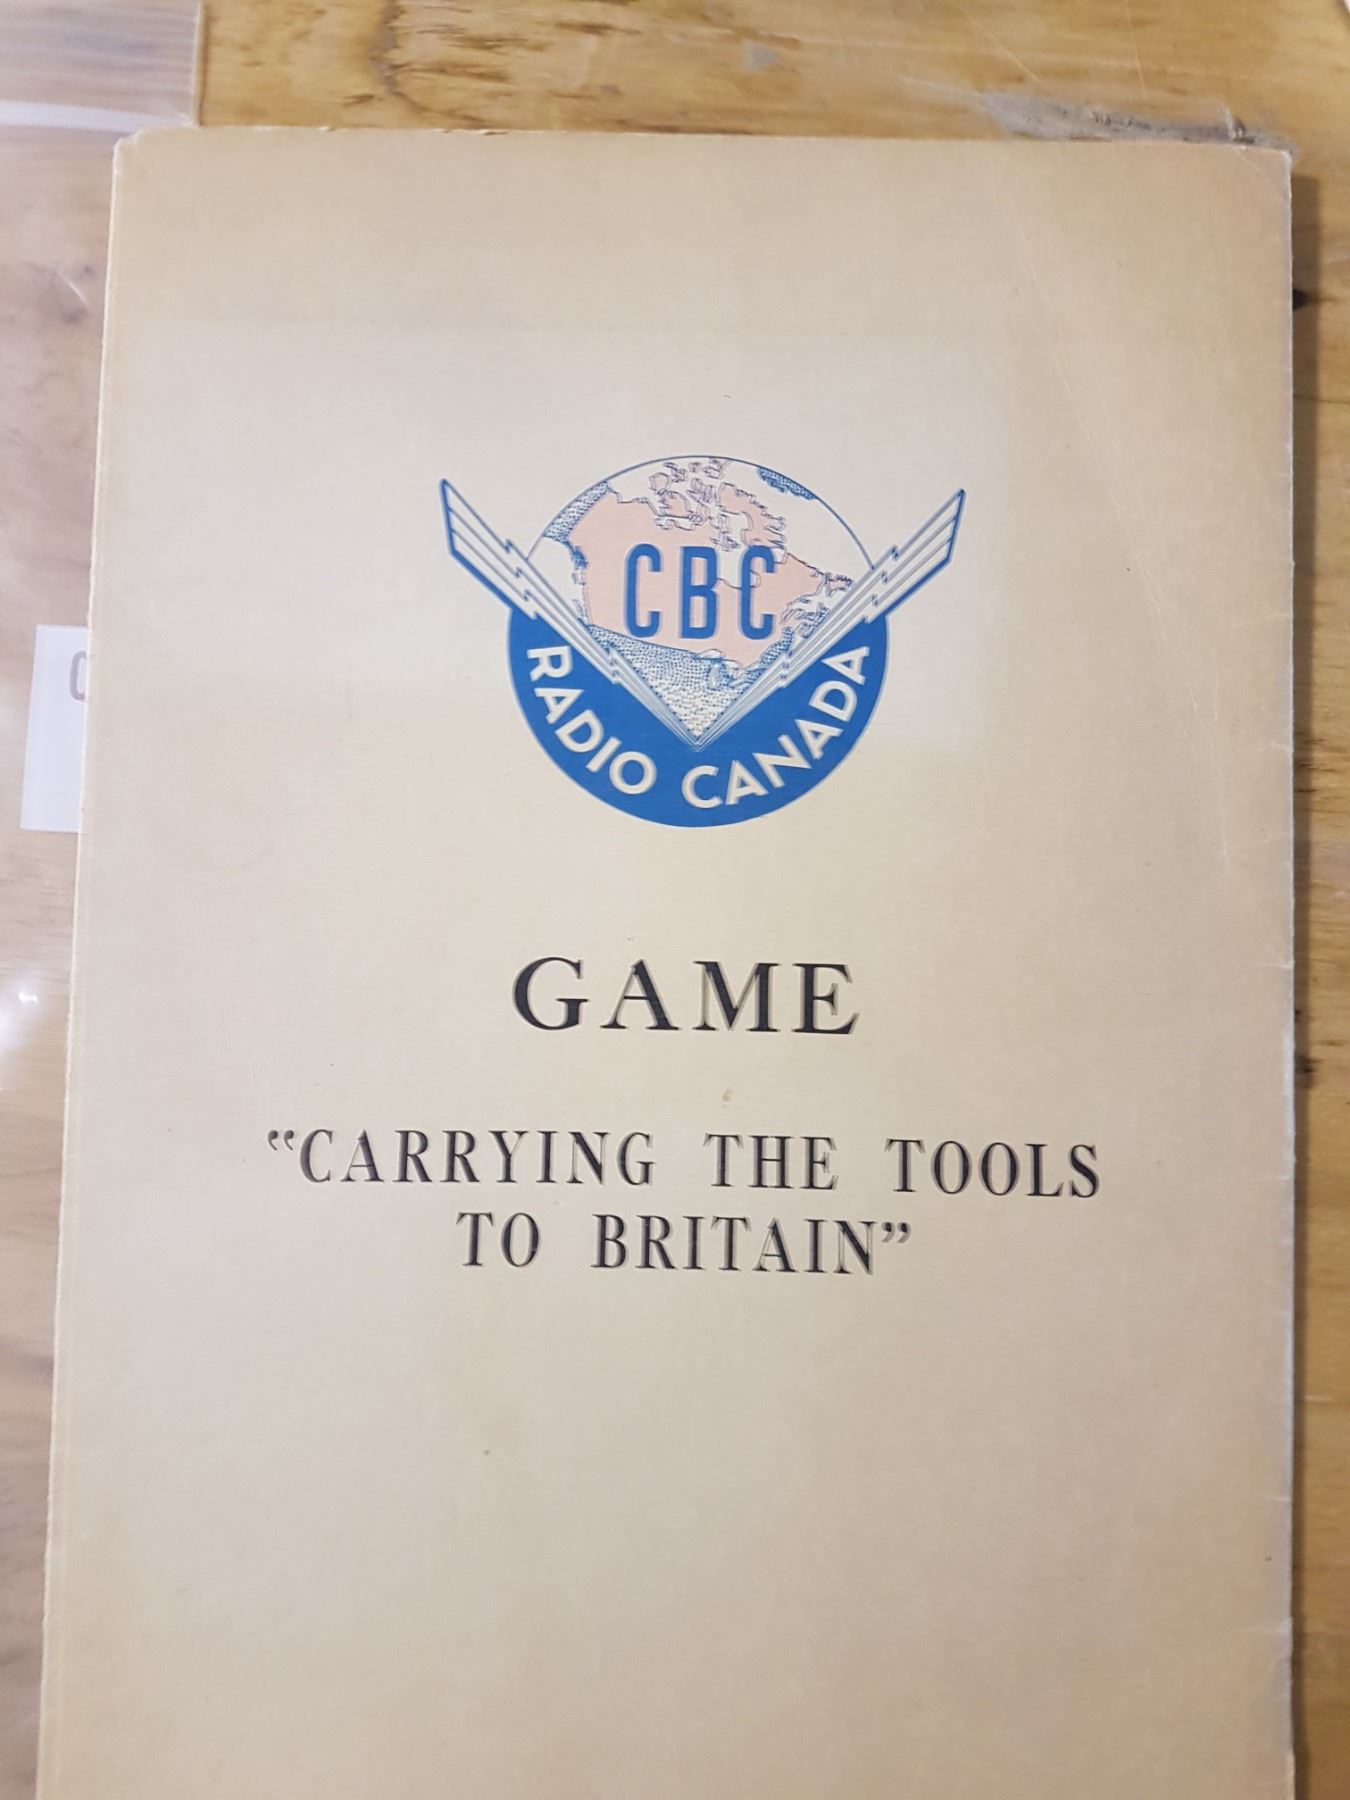 CBC
RADIO CANADA
GAME
“CARRYING THE TOOLS
TO BRITAIN”